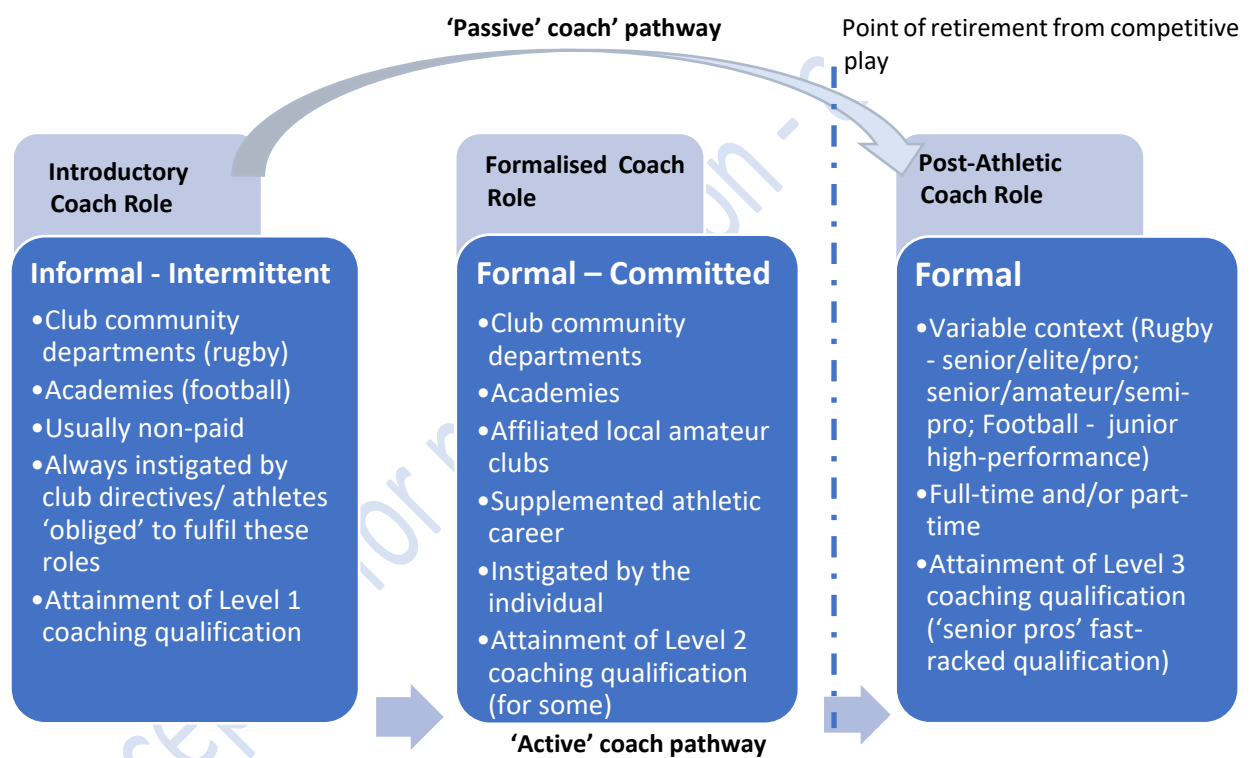 ‘Passive’ coach’ pathway
Point of retirement from competitive
play
Introductory
Coach Role
Informal - Intermittent
•Club community
departments (rugby)
•Academies (football)
•Usually non-paid
•Always instigated by
club directives/ athletes
‘obliged’ to fulfil these
roles
•Attainment of Level 1
coaching qualification
Formalised Coach
Role
Formal – Committed
•Club community
departments
•Academies
•Affiliated local amateur
clubs
•Supplemented athletic
career
•Instigated by the
individual
•Attainment of Level 2
coaching qualification
(for some)
Post-Athletic
Coach Role
Formal
•Variable context (Rugby
- senior/elite/pro;
senior/amateur/semi-
pro; Football - junior
high-performance)
•Full-time and/or part-
time
•Attainment of Level 3
coaching qualification
(‘senior pros’ fast-
racked qualification)
‘Active’ coach pathway